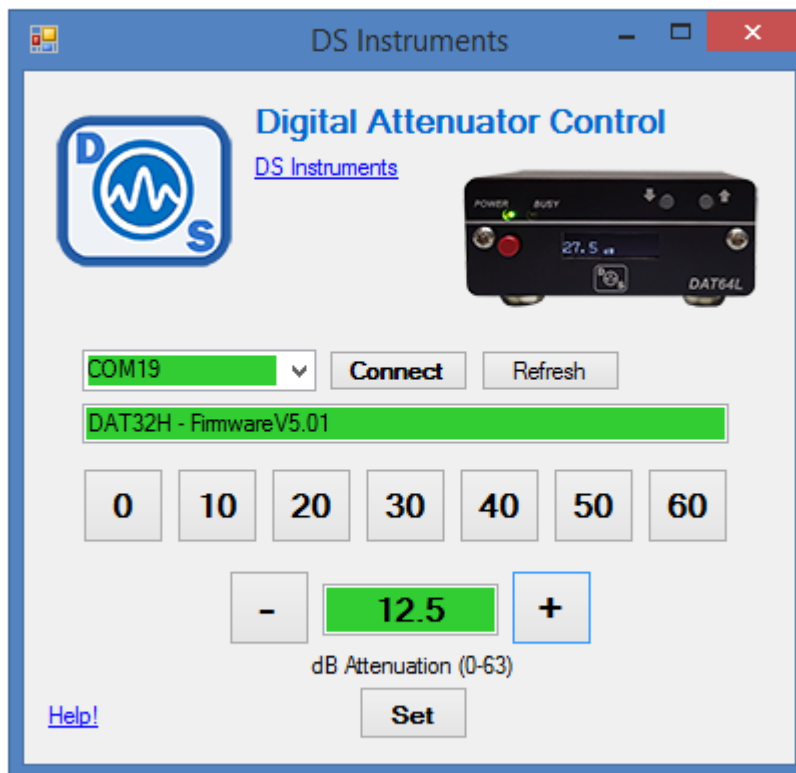 DS Instruments
Digital Attenuator Control
DS Instruments
D
S
POWER BUSY
27.5 dB
D S
DAT64L
COM19 Connect Refresh
DAT32H - FirmwareV5.01
0 10 20 30 40 50 60
- 12.5 +
dB Attenuation (0-63)
Help! Set